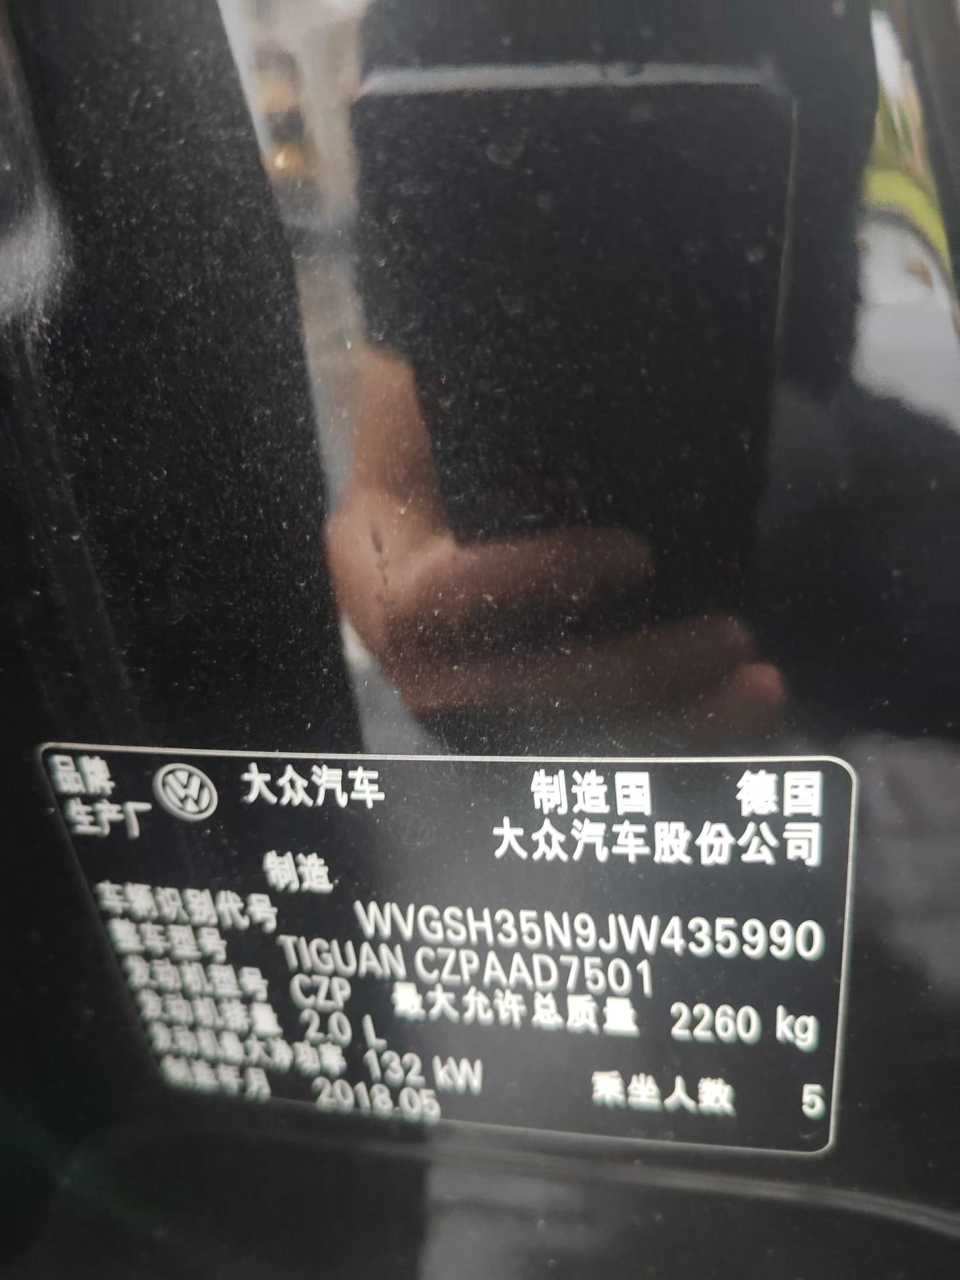 品牌 大众汽车 制造国 德国
生产厂 大众汽车股份公司
制造
车辆识别代号 WVGSH35N9JW435990
整车型号 TIGUAN CZPAAD7501
发动机型号 CZP 最大允许总质量 2260 kg
发动机排量 2.0 L
发动机最大净功率 132 kW 乘坐人数 5
制造年月 2018.05